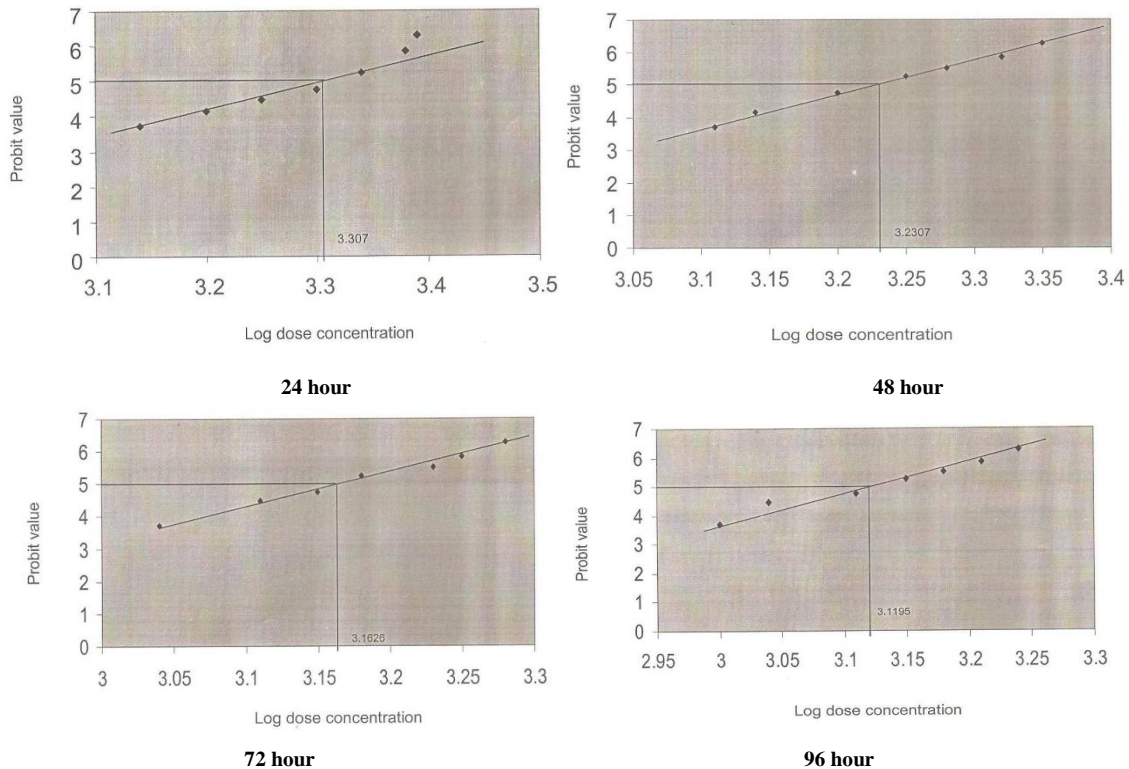 7
6
5
4
3
2
1
0
Probit value
3.307
3.1 3.2 3.3 3.4 3.5
Log dose concentration
24 hour
7
6
5
4
3
2
1
0
Probit value
3.2307
3.05 3.1 3.15 3.2 3.25 3.3 3.35 3.4
Log dose concentration
48 hour
7
6
5
4
3
2
1
0
Probit value
3.1626
3 3.05 3.1 3.15 3.2 3.25 3.3
Log dose concentration
72 hour
7
6
5
4
3
2
1
0
Probit value
3.1195
2.95 3 3.05 3.1 3.15 3.2 3.25 3.3
Log dose concentration
96 hour